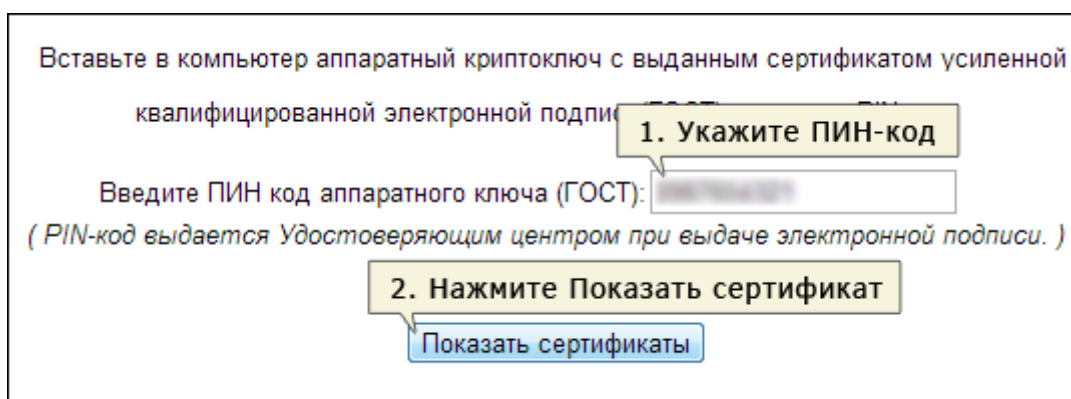 Вставьте в компьютер аппаратный криптоключ с выданным сертификатом усиленной
квалифицированной электронной
1. Укажите ПИН-код
Введите ПИН код аппаратного ключа (ГОСТ):
( PIN-код выдается Удостоверяющим центром при выдаче электронной подписи. )
2. Нажмите Показать сертификат
Показать сертификаты